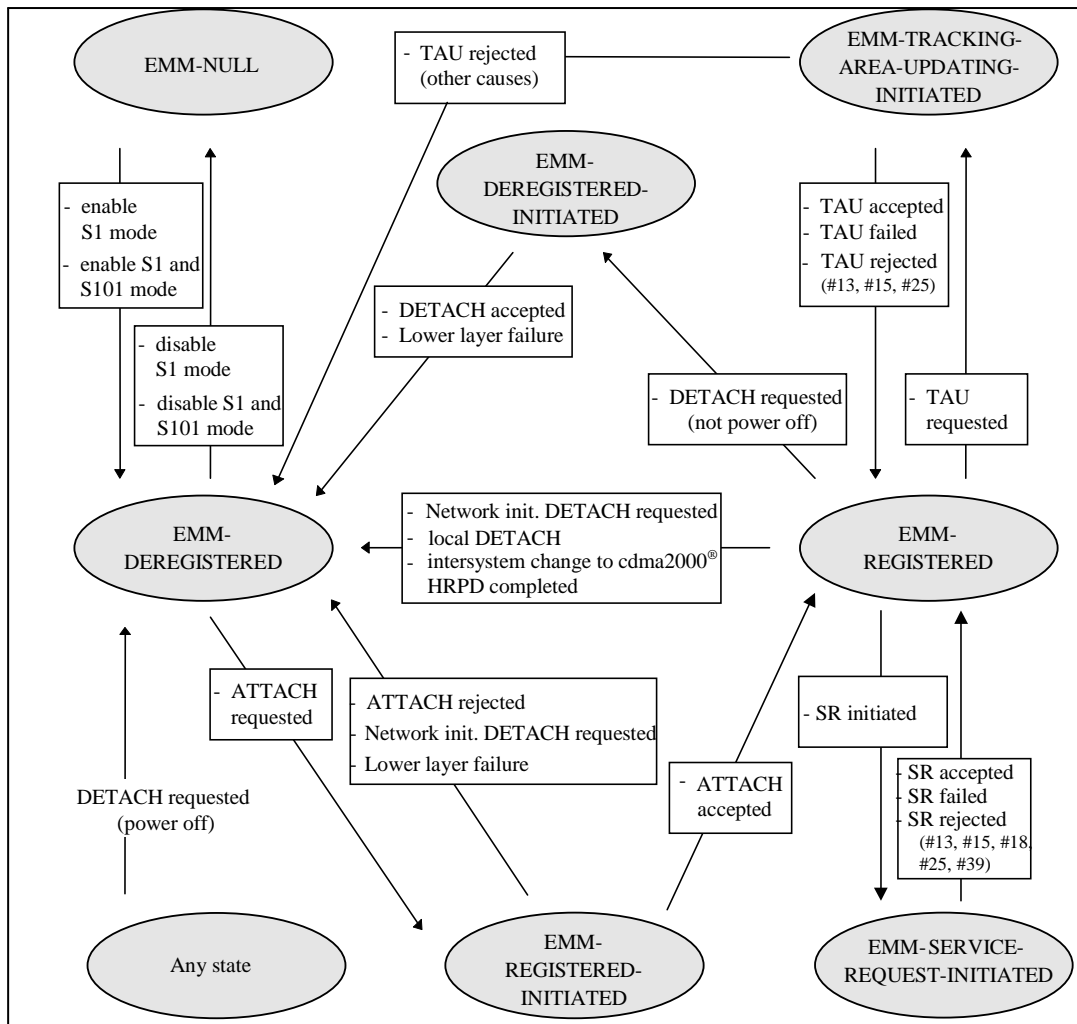 EMM-NULL
- TAU rejected
(other causes)
EMM-TRACKING-
AREA-UPDATING-
INITIATED
EMM-
DEREGISTERED-
INITIATED
- enable
S1 mode
- enable S1 and
S101 mode
- TAU accepted
- TAU failed
- TAU rejected
(#13, #15, #25)
- DETACH accepted
- Lower layer failure
- disable
S1 mode
- disable S1 and
S101 mode
- DETACH requested
(not power off)
- TAU
requested
EMM-
DEREGISTERED
- Network init. DETACH requested
- local DETACH
- intersystem change to cdma2000®
HRPD completed
EMM-
REGISTERED
- ATTACH
requested
- ATTACH rejected
- Network init. DETACH requested
- Lower layer failure
- SR initiated
DETACH requested
(power off)
- ATTACH
accepted
- SR accepted
- SR failed
- SR rejected
(#13, #15, #18,
#25, #39)
Any state
EMM-
REGISTERED-
INITIATED
EMM-SERVICE-
REQUEST-INITIATED